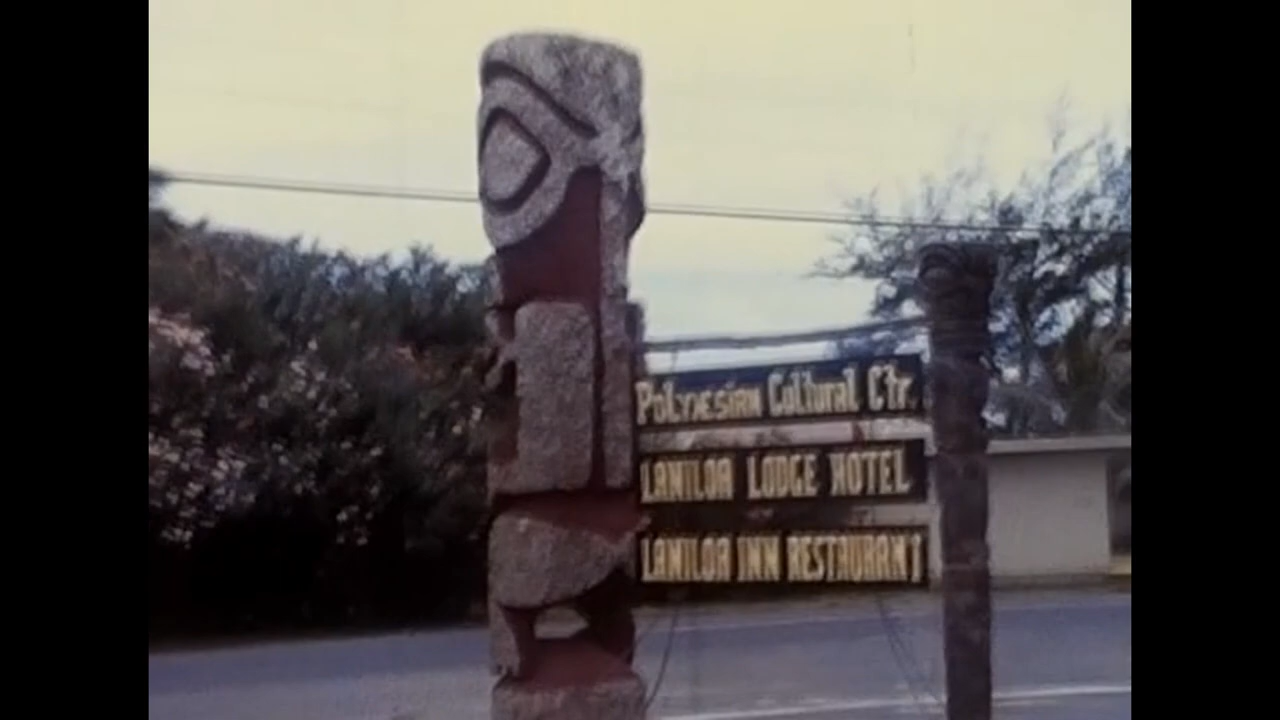 Polynesian Cultural Ctr.
LANILOA LODGE HOTEL
LANILOA INN RESTAURANT